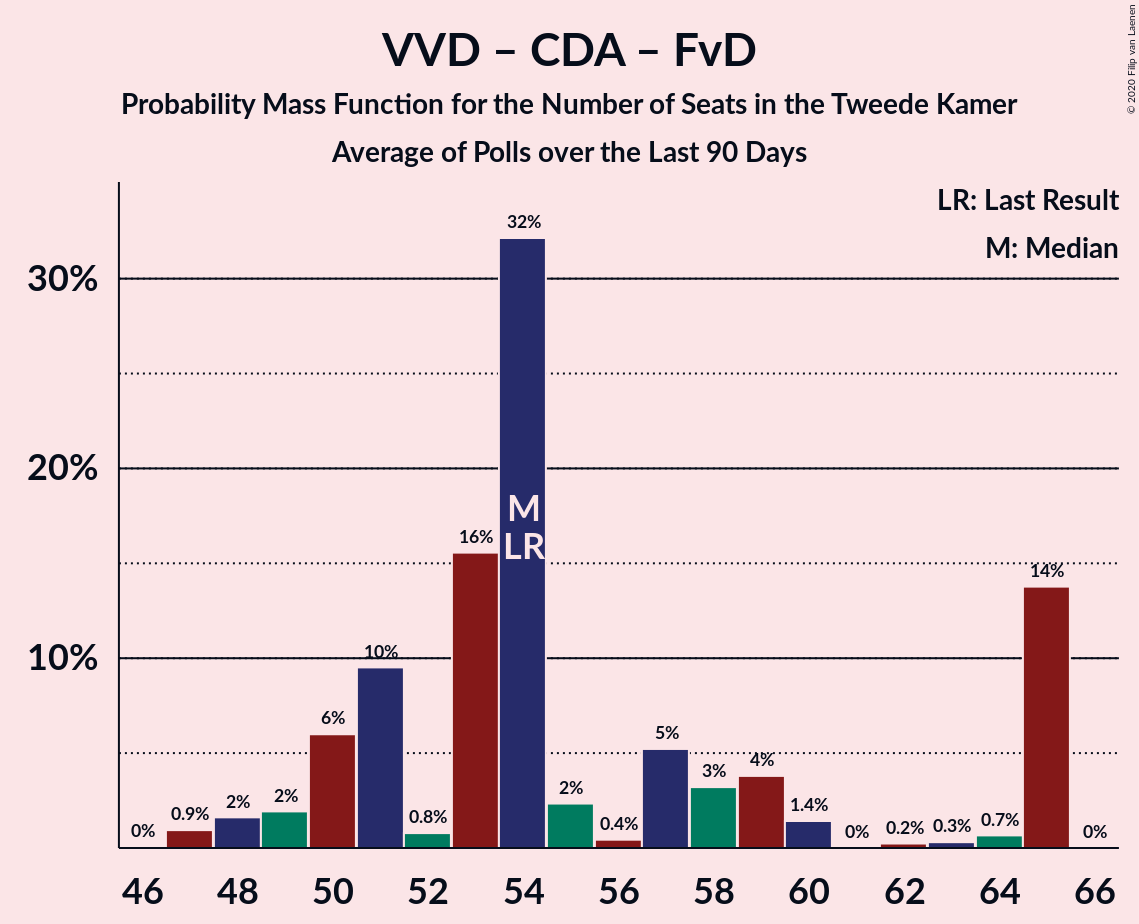 VVD – CDA – FvD
Probability Mass Function for the Number of Seats in the Tweede Kamer
Average of Polls over the Last 90 Days
© 2020 Filip van Laenen
LR: Last Result
M: Median
30%
20%
10%
0%
0.9%
2%
2%
6%
10%
0.8%
16%
32%
2%
0.4%
5%
3%
4%
1.4%
0%
0.2%
0.3%
0.7%
14%
0%
M
LR
46 48 50 52 54 56 58 60 62 64 66